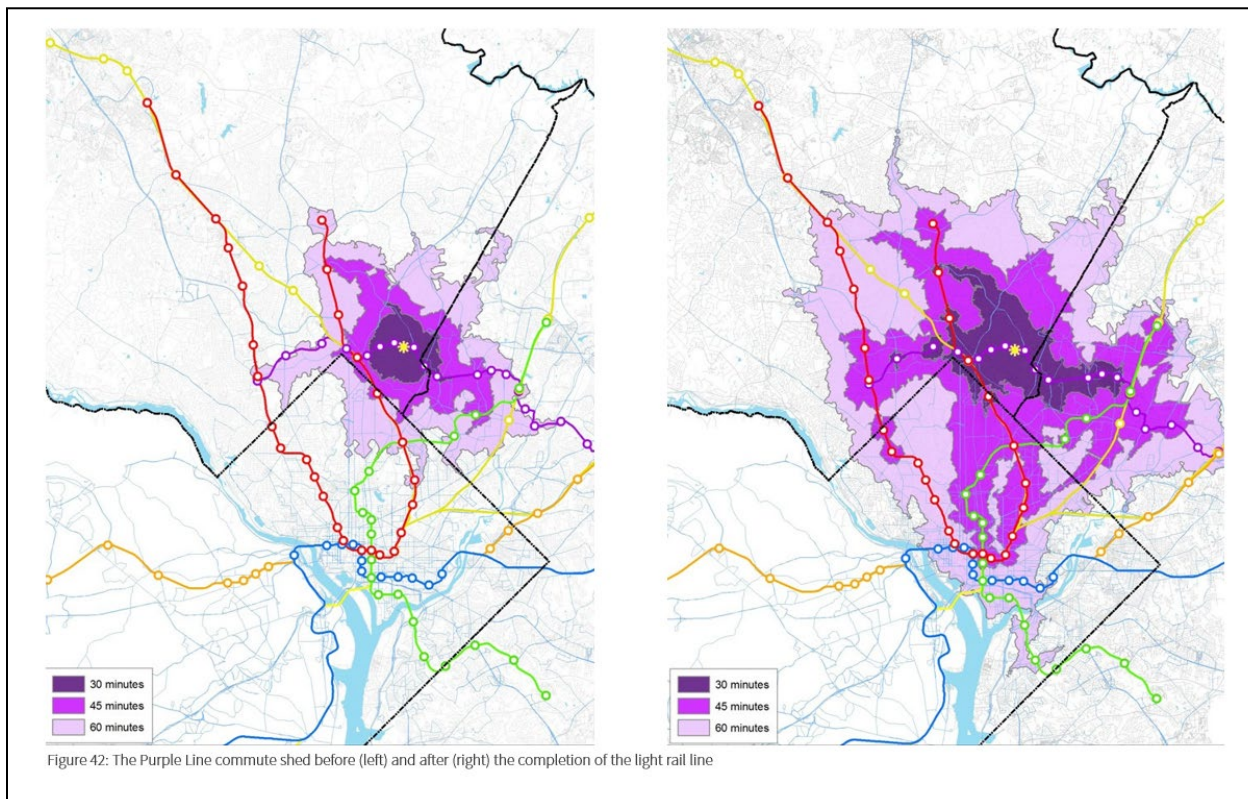 30 minutes
45 minutes
60 minutes
30 minutes
45 minutes
60 minutes
Figure 42: The Purple Line commute shed before (left) and after (right) the completion of the light rail line